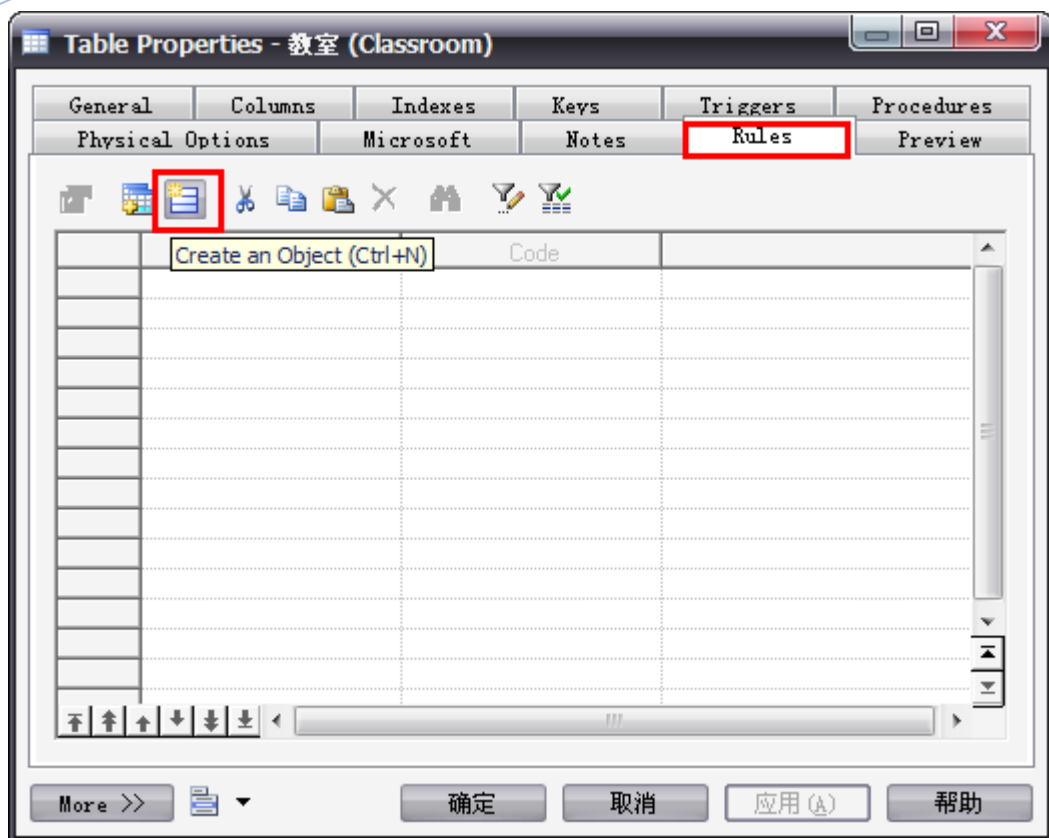 Table Properties - 教室 (Classroom)
General Columns Indexes Keys Triggers Procedures
Physical Options Microsoft Notes Rules Preview
Create an Object (Ctrl+N) Code
More >> 确定 取消 应用(A) 帮助